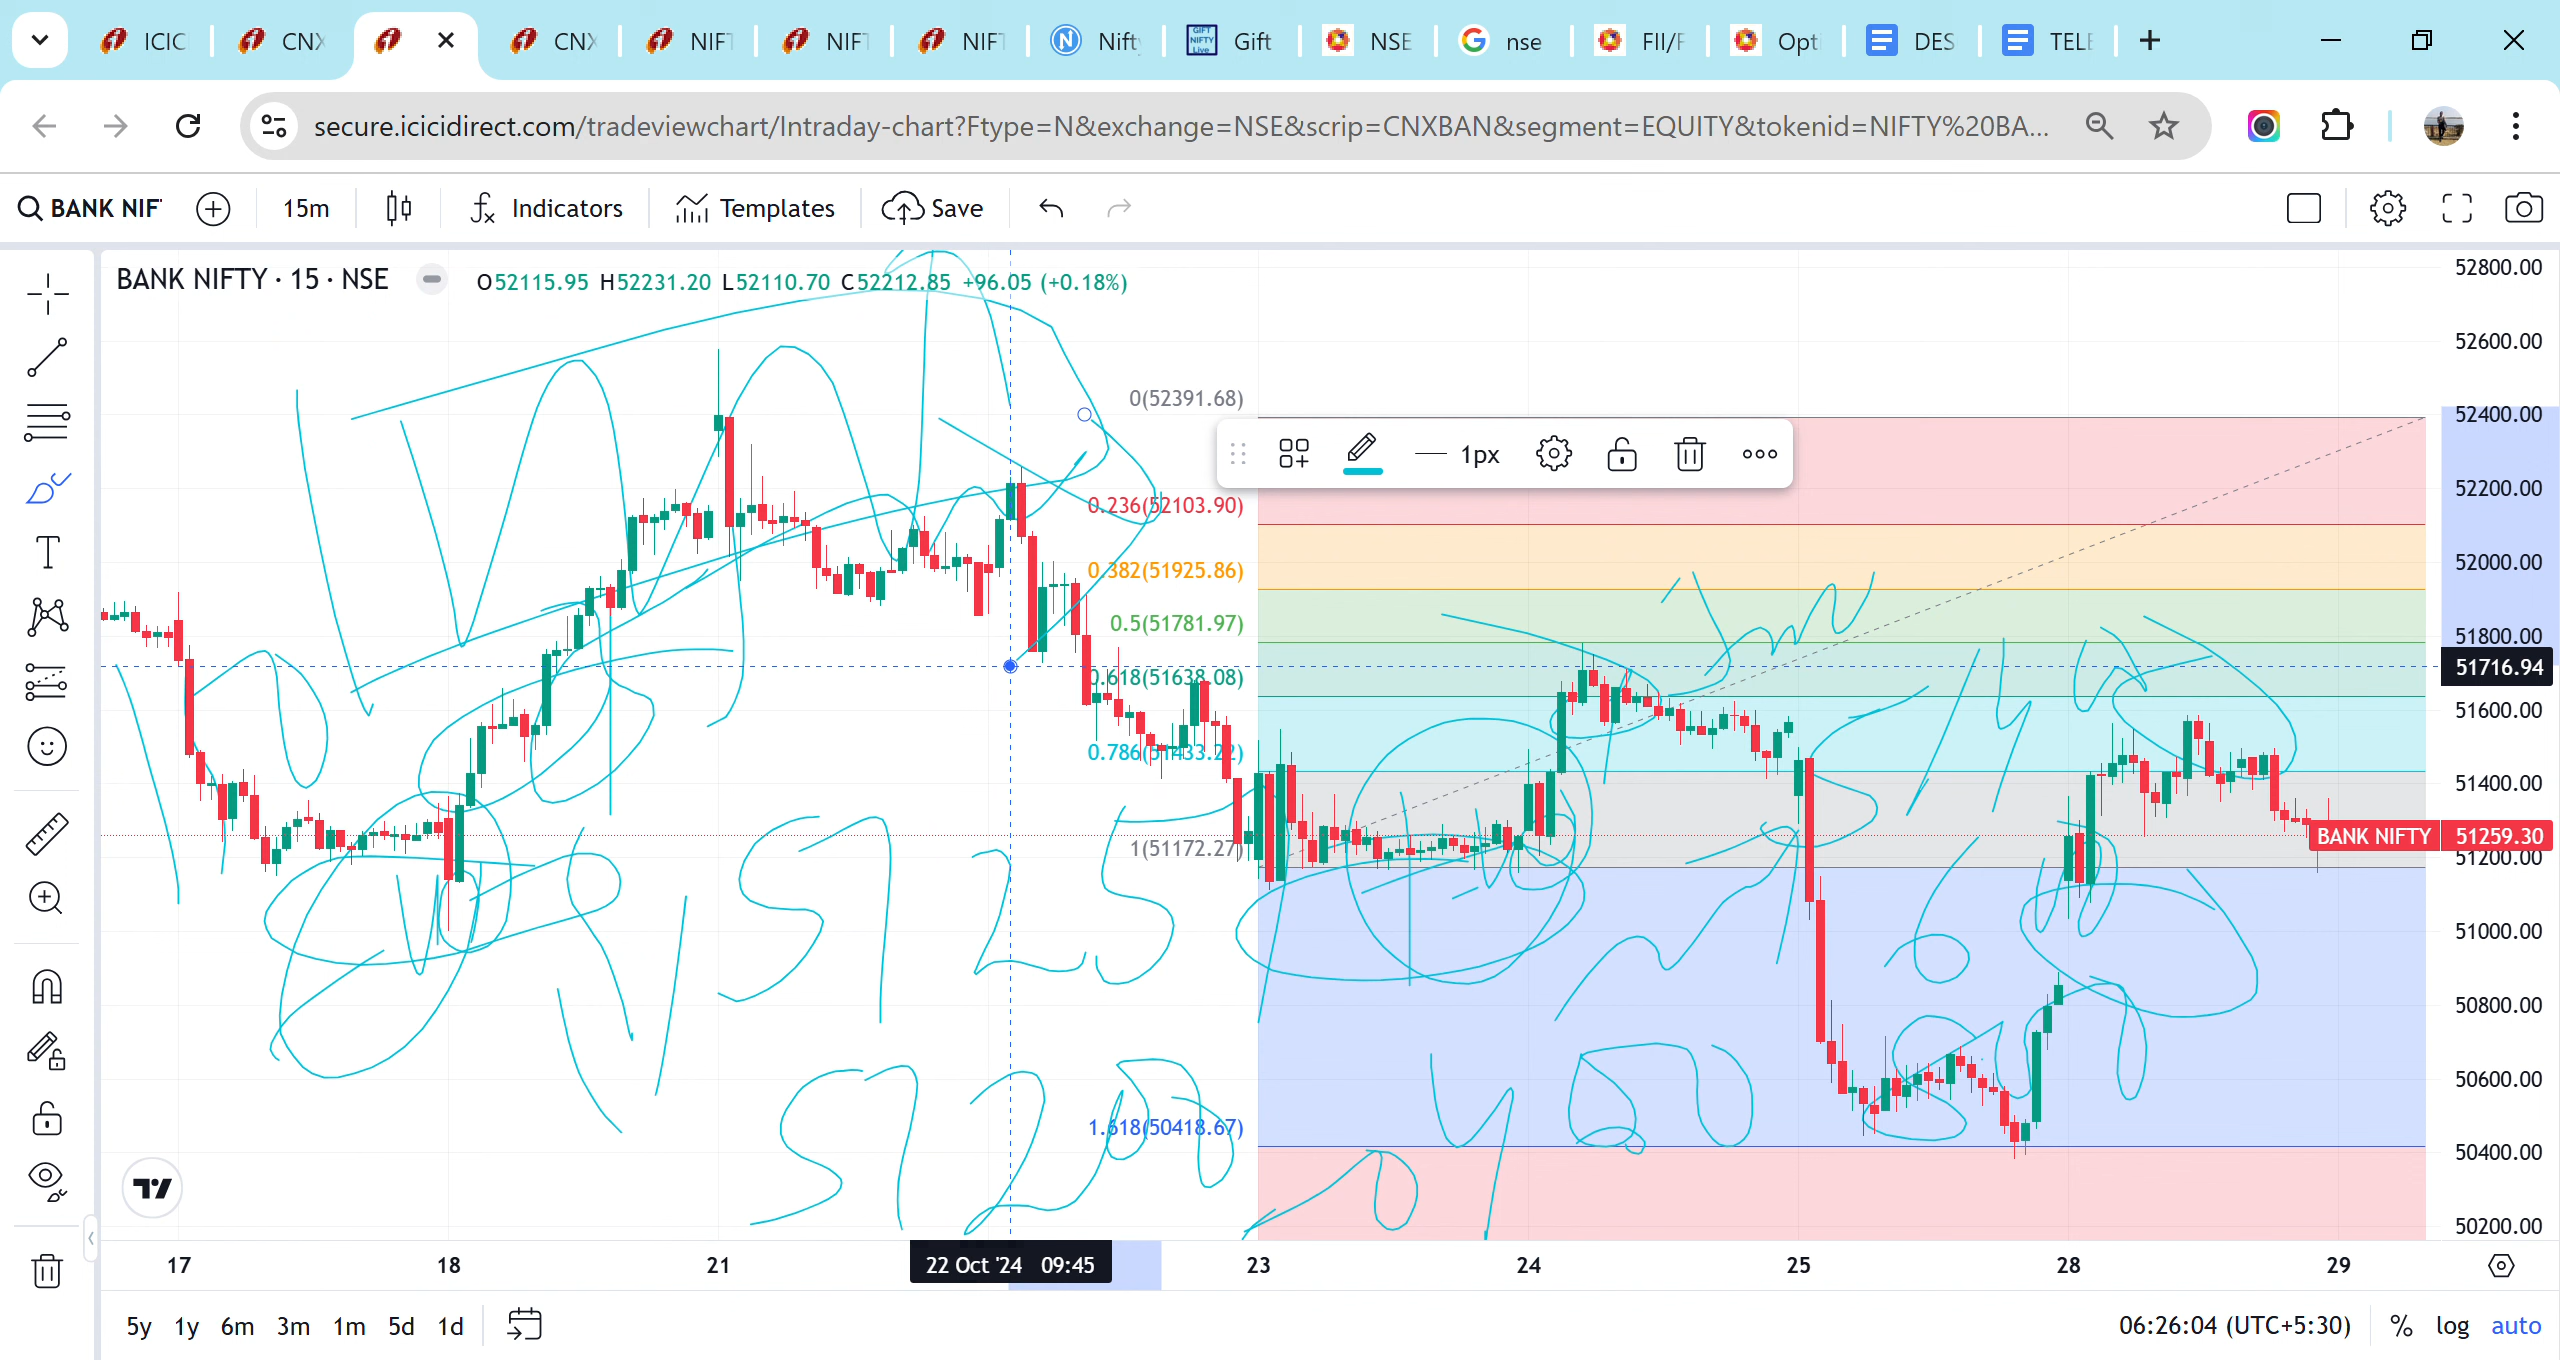 ICIC CNX CNX NIFT NIFT NIFT Nifty Gift NSE nse FII/F Opti DES TELE
secure.icicidirect.com/tradeviewchart/Intraday-chart?Ftype=N&exchange=NSE&scrip=CNXBAN&segment=EQUITY&tokenid=NIFTY%20BA...
BANK NIF 15m Indicators Templates Save
BANK NIFTY · 15 · NSE O52115.95 H52231.20 L52110.70 C52212.85 +96.05 (+0.18%)
52800.00
52600.00
0(52391.68)
52400.00
1px
52200.00
0.236(52103.90)
52000.00
0.382(51925.86)
0.5(51781.97)
51800.00
51716.94
0.618(51638.08)
51600.00
0.786(51433.22)
51400.00
BANK NIFTY 51259.30
1(51172.27)
51200.00
51000.00
50800.00
50600.00
1.618(50418.67)
50400.00
50200.00
17 18 21 22 Oct '24 09:45 23 24 25 28 29
5y 1y 6m 3m 1m 5d 1d 06:26:04 (UTC+5:30) % log auto